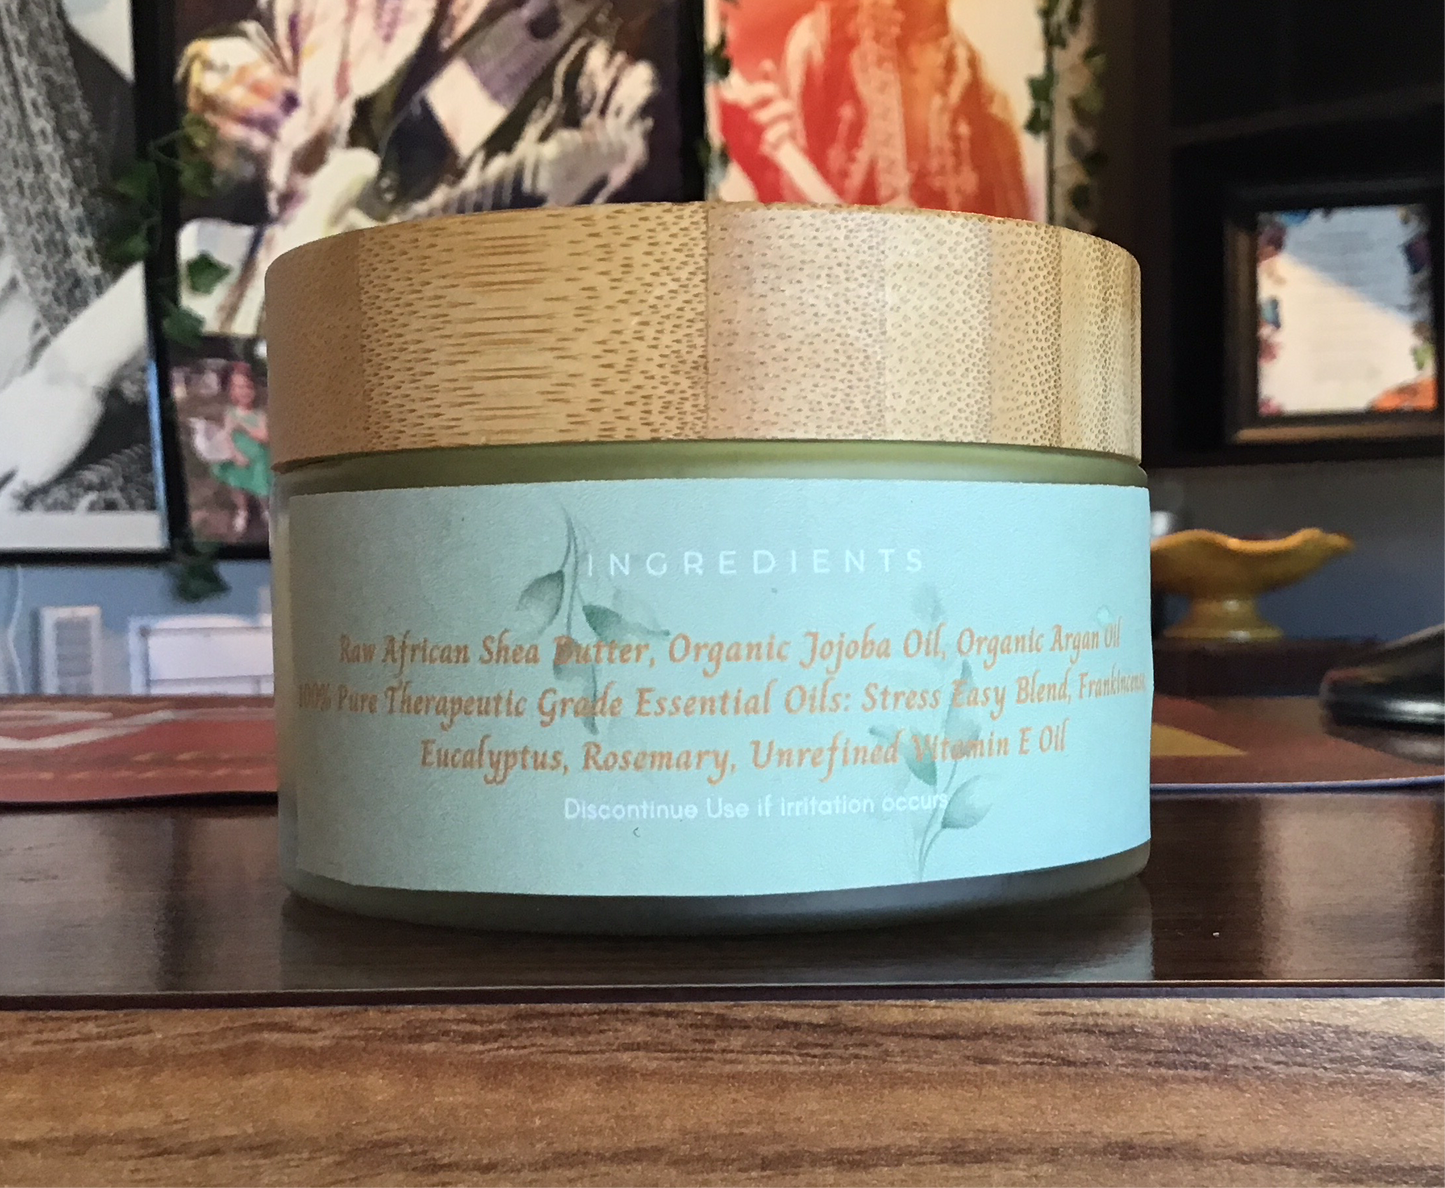 INGREDIENTS
Raw African Shea Butter, Organic Jojoba Oil, Organic Argan Oil
100% Pure Therapeutic Grade Essential Oils: Stress Easy Blend, Frankincense,
Eucalyptus, Rosemary, Unrefined Vitamin E Oil
Discontinue Use if irritation occurs